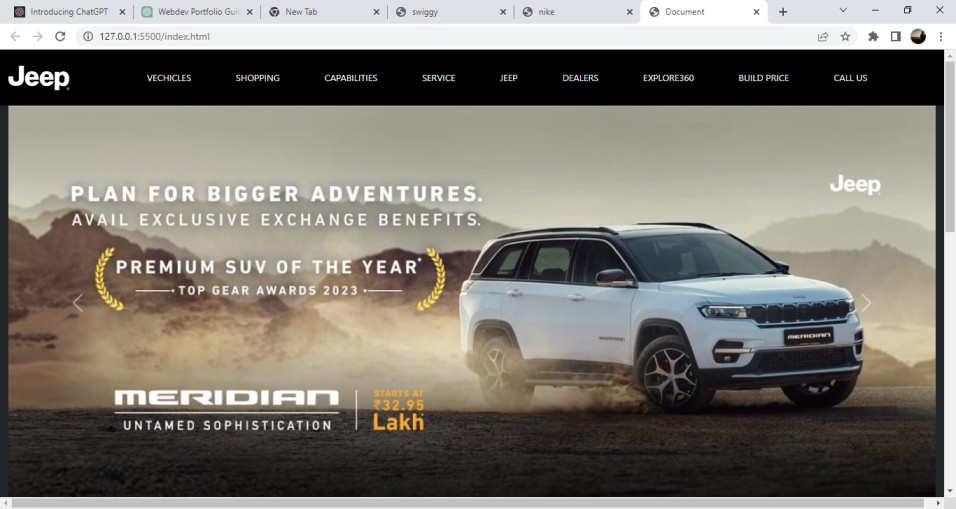 Introducing ChatGPT
Webdev Portfolio Gui
New Tab
swiggy
nike
Document
127.0.0.1:5500/index.html
Jeep
VECHICLES
SHOPPING
CAPABILITIES
SERVICE
JEEP
DEALERS
EXPLORE360
BUILD PRICE
CALL US
Jeep
PLAN FOR BIGGER ADVENTURES.
AVAIL EXCLUSIVE EXCHANGE BENEFITS.
PREMIUM SUV OF THE YEAR*
TOP GEAR AWARDS 2023
MERIDIAN
MERIDIAN
UNTAMED SOPHISTICATION
STARTS AT
₹32.95
Lakh